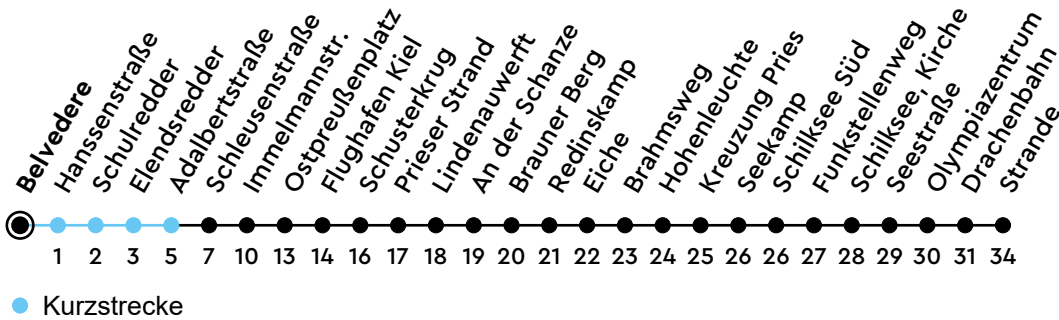 Belvedere
Hanssenstraße
Schulredder
Elendsredder
Adalbertstraße
Schleusenstraße
Immelmannstr.
Ostpreußenplatz
Flughafen Kiel
Schusterkrug
Prieser Strand
Lindenauwerft
An der Schanze
Brauner Berg
Redinskamp
Eiche
Brahmsweg
Hohenleuchte
Kreuzung Pries
Seekamp
Schilksee Süd
Funkstellenweg
Schilksee, Kirche
Seestraße
Olympiazentrum
Drachenbahn
Strande
1 2 3 5 7 10 13 14 16 17 18 19 20 21 22 23 24 25 26 26 27 28 29 30 31 34
Kurzstrecke